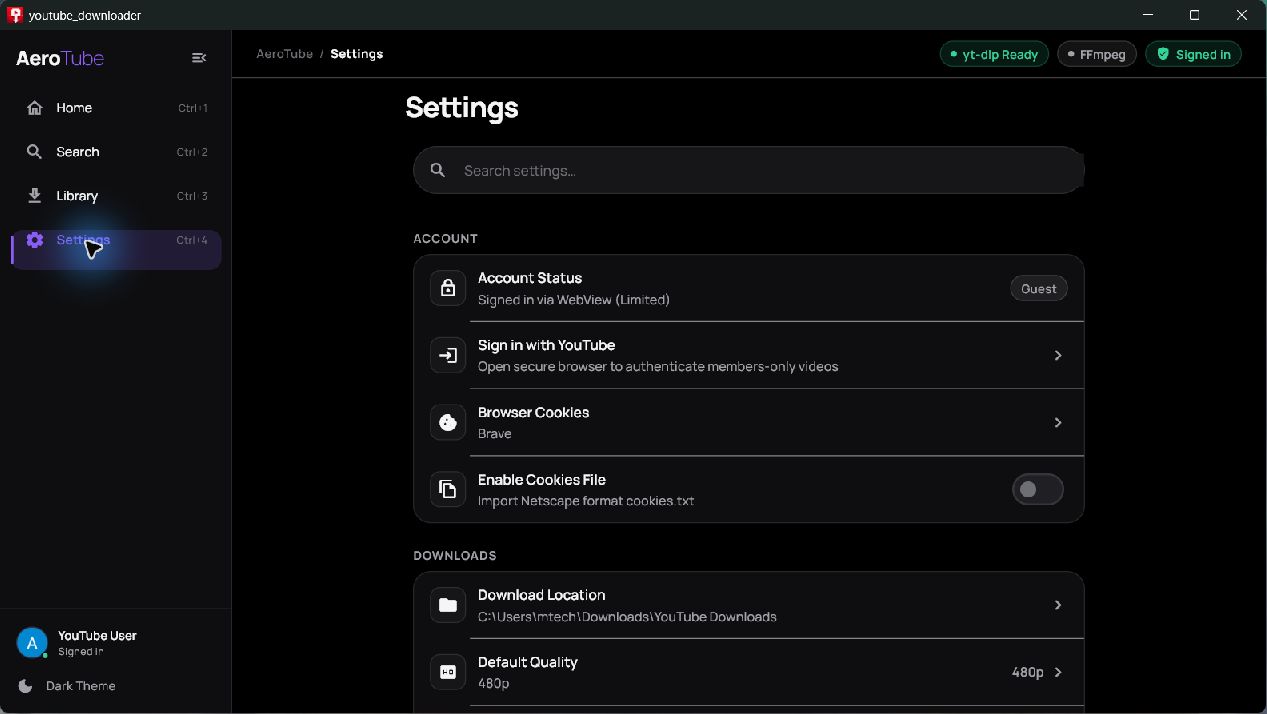 youtube_downloader
AeroTube
AeroTube / Settings
yt-dlp Ready
FFmpeg
Signed in
Home Ctrl+1
Search Ctrl+2
Library Ctrl+3
Settings Ctrl+4
Settings
Search settings...
ACCOUNT
Account Status
Signed in via WebView (Limited)
Guest
Sign in with YouTube
Open secure browser to authenticate members-only videos
Browser Cookies
Brave
Enable Cookies File
Import Netscape format cookies.txt
DOWNLOADS
Download Location
C:\Users\mtech\Downloads\YouTube Downloads
Default Quality
480p
480p
A
YouTube User
Signed in
Dark Theme